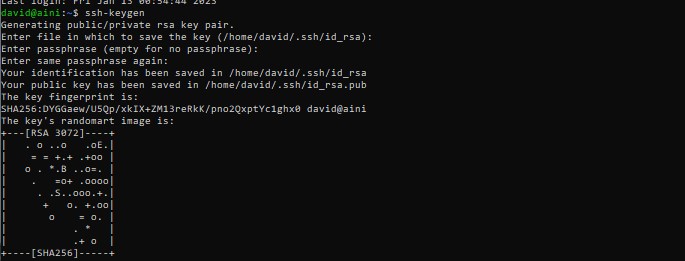 Last login: Fri Jan 13 00:54:44 2023
david@aini:~$ ssh-keygen
Generating public/private rsa key pair.
Enter file in which to save the key (/home/david/.ssh/id_rsa):
Enter passphrase (empty for no passphrase):
Enter same passphrase again:
Your identification has been saved in /home/david/.ssh/id_rsa
Your public key has been saved in /home/david/.ssh/id_rsa.pub
The key fingerprint is:
SHA256:DYGGaew/U5Qp/xkIX+ZM13reRkK/pno2QxptYc1ghx0 david@aini
The key's randomart image is:
+---[RSA 3072]----+
|   . o ..o   .oE.|
|    = = +.+ .+oo |
|   o . *.B ..o=. |
|    .   =o+ .oooo|
|     . .S..ooo.+.|
|      +   o. +.oo|
|       o    = o. |
|           . *   |
|           .+ o  |
+----[SHA256]-----+